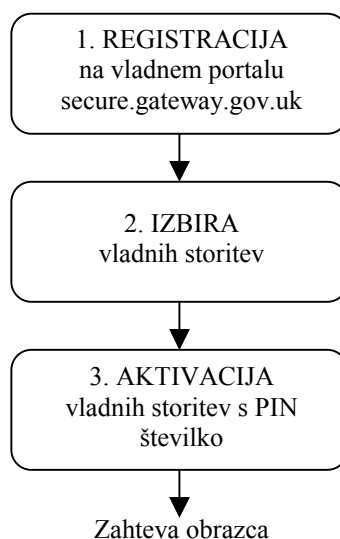 1. REGISTRACIJA
na vladnem portalu
secure.gateway.gov.uk
2. IZBIRA
vladnih storitev
3. AKTIVACIJA
vladnih storitev s PIN
številko
Zahteva obrazca